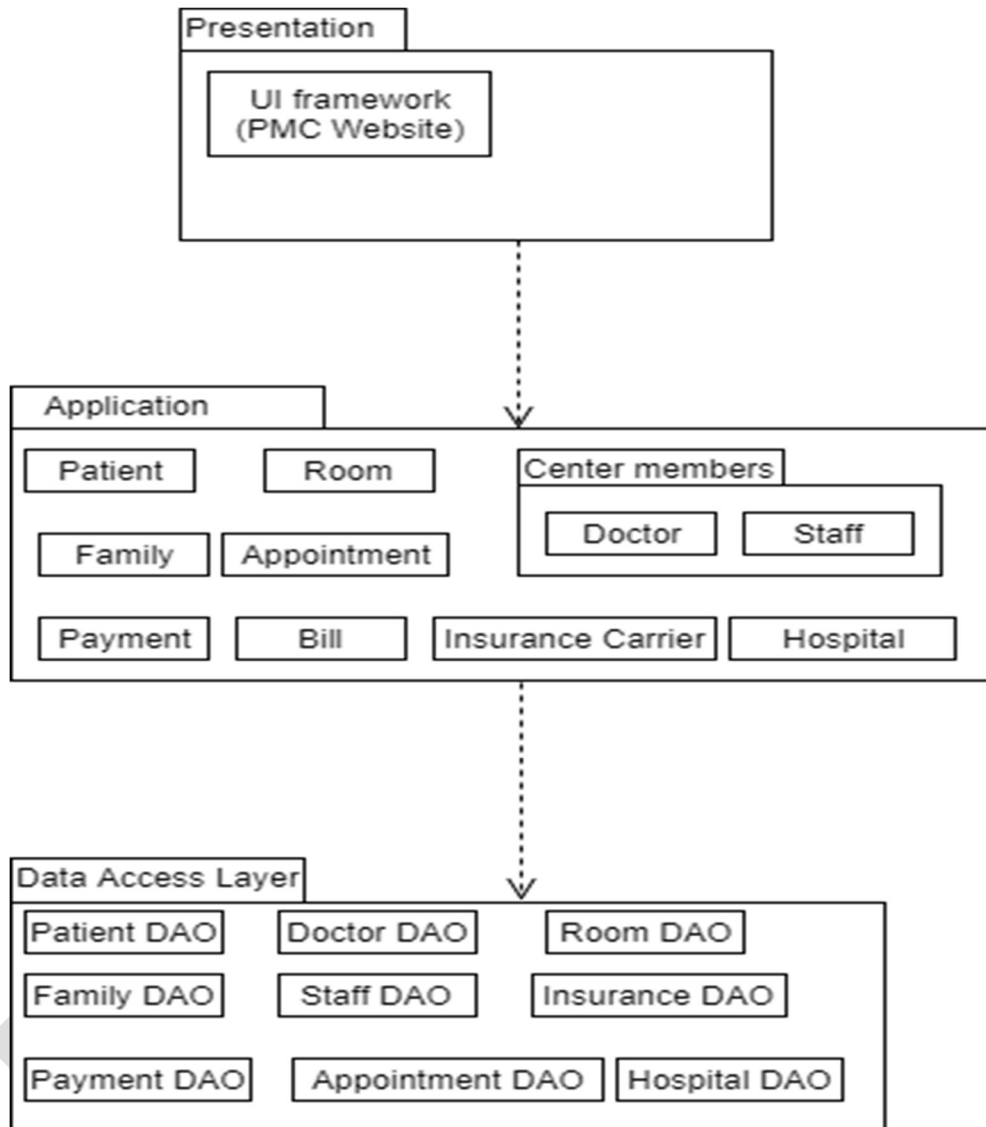 Presentation
UI framework
(PMC Website)
Application
Patient
Room
Center members
Doctor
Staff
Family
Appointment
Payment
Bill
Insurance Carrier
Hospital
Data Access Layer
Patient DAO
Doctor DAO
Room DAO
Family DAO
Staff DAO
Insurance DAO
Payment DAO
Appointment DAO
Hospital DAO